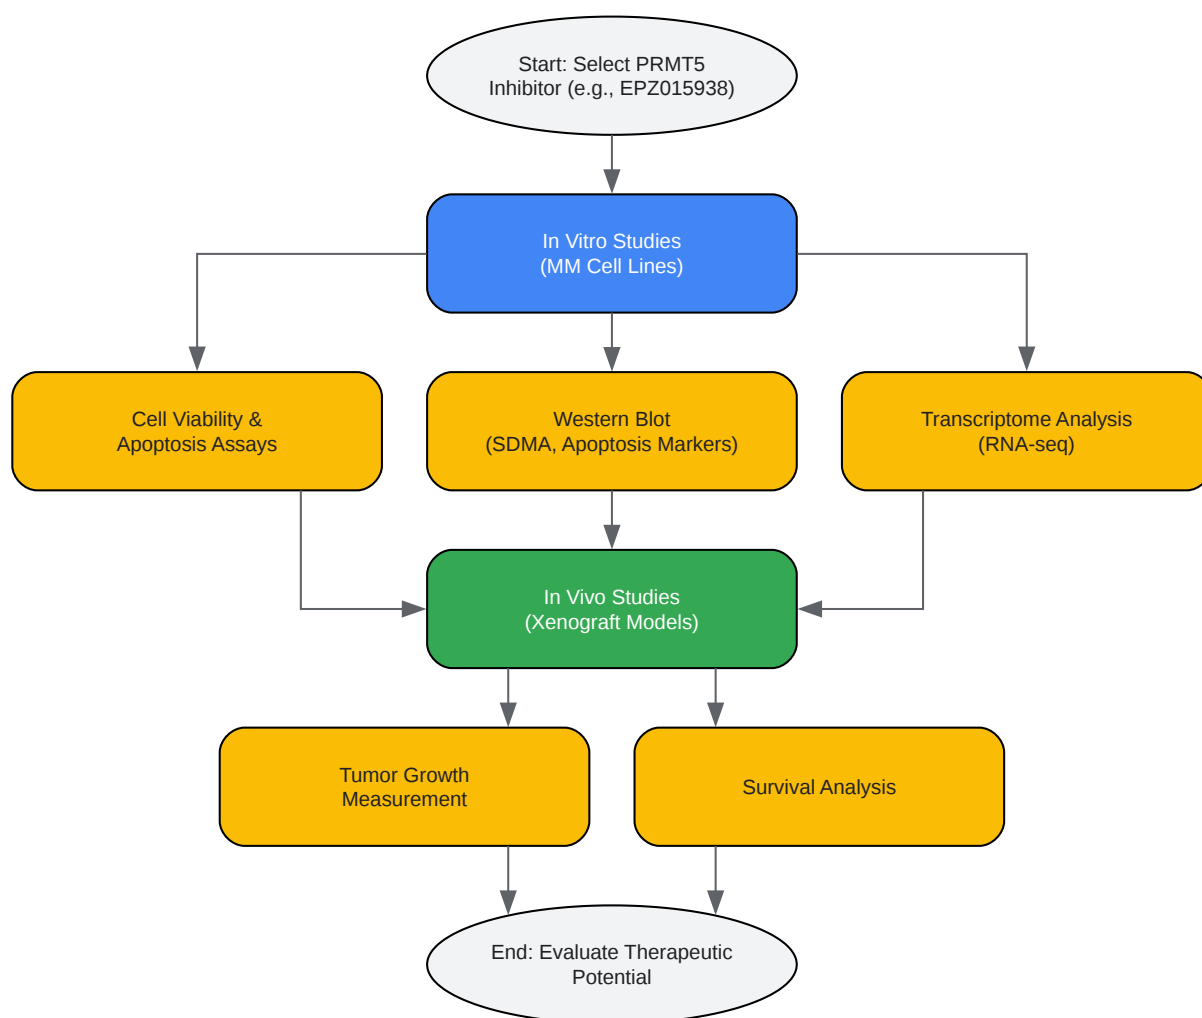 Start: Select PRMT5
Inhibitor (e.g., EPZ015938)
In Vitro Studies
(MM Cell Lines)
Cell Viability &
Apoptosis Assays
Western Blot
(SDMA, Apoptosis Markers)
Transcriptome Analysis
(RNA-seq)
In Vivo Studies
(Xenograft Models)
Tumor Growth
Measurement
Survival Analysis
End: Evaluate Therapeutic
Potential